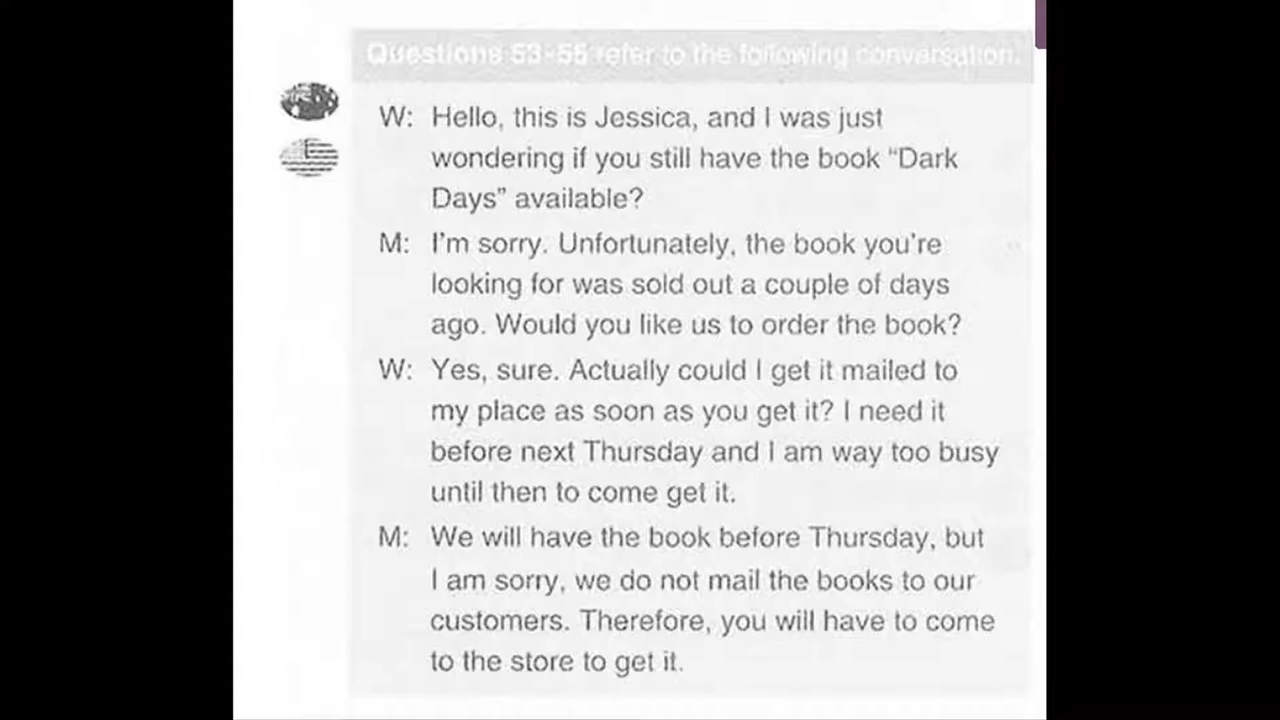 Questions 53-55 refer to the following conversation.
W: Hello, this is Jessica, and I was just
wondering if you still have the book “Dark
Days” available?
M: I'm sorry. Unfortunately, the book you're
looking for was sold out a couple of days
ago. Would you like us to order the book?
W: Yes, sure. Actually could I get it mailed to
my place as soon as you get it? I need it
before next Thursday and I am way too busy
until then to come get it.
M: We will have the book before Thursday, but
I am sorry, we do not mail the books to our
customers. Therefore, you will have to come
to the store to get it.